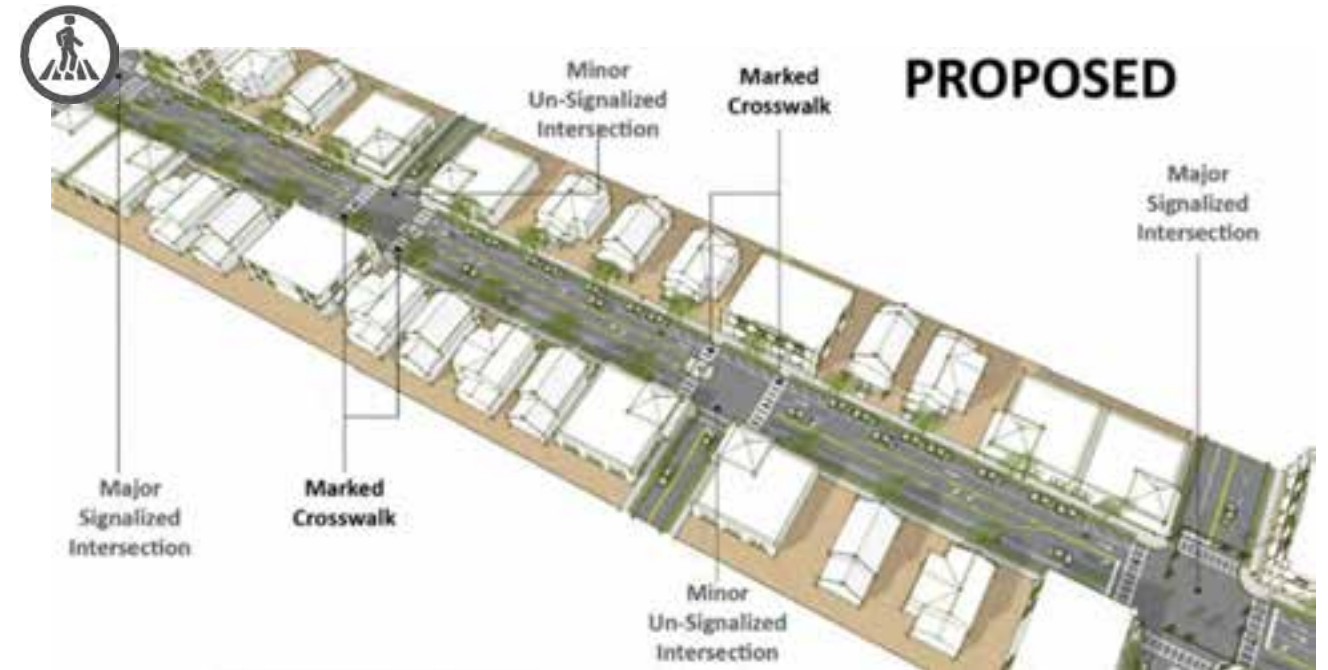 PROPOSED
Minor
Un-Signalized
Intersection
Marked
Crosswalk
Major
Signalized
Intersection
Major
Signalized
Intersection
Marked
Crosswalk
Minor
Un-Signalized
Intersection